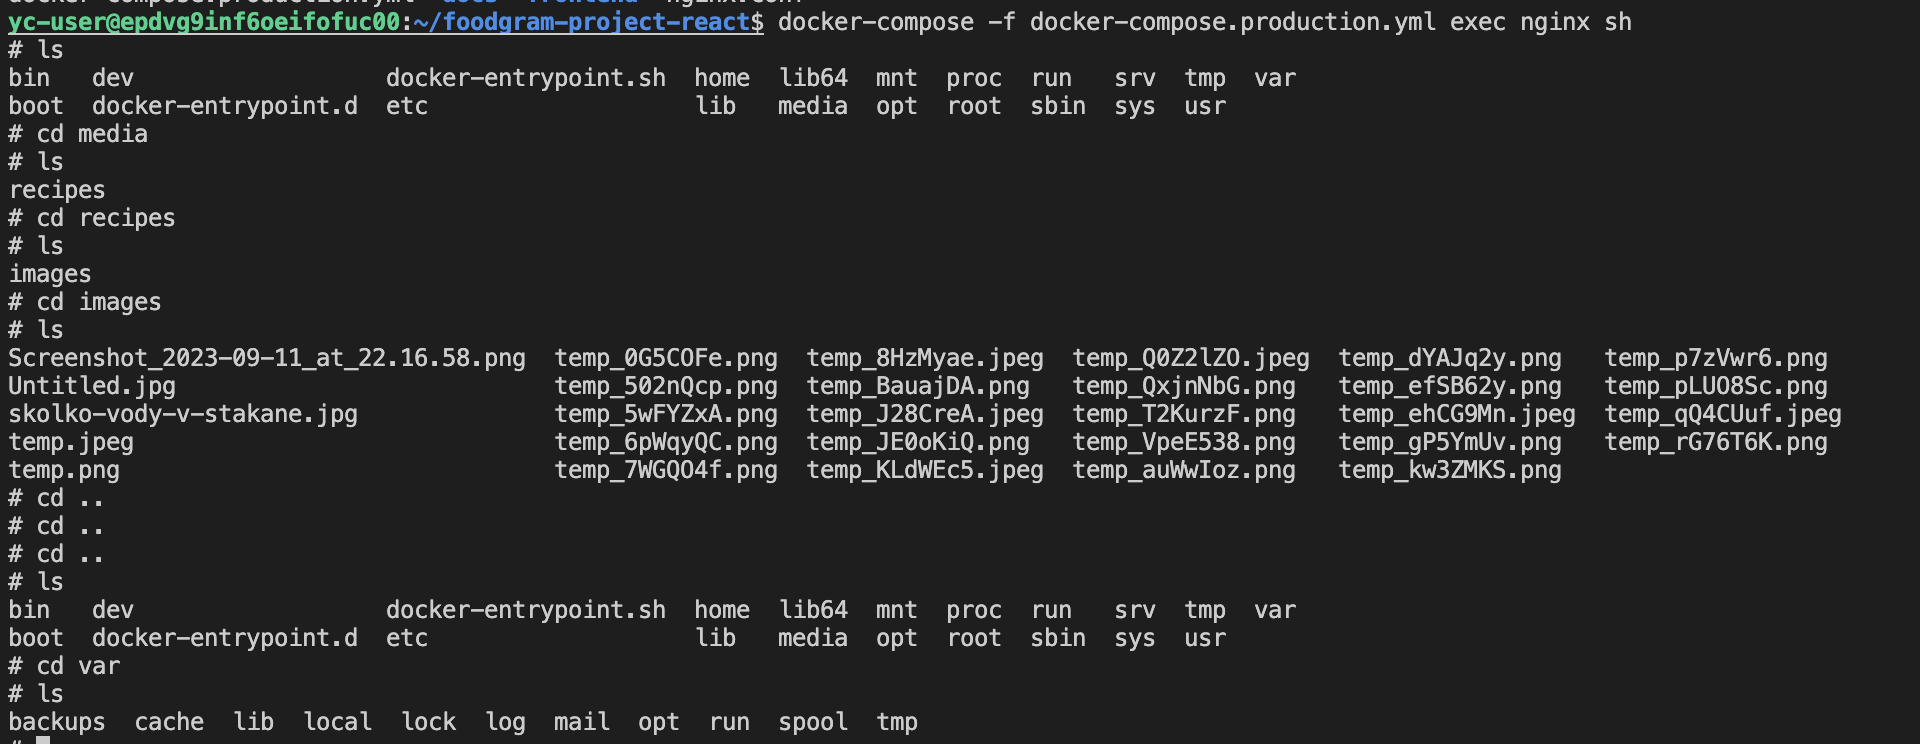 yc-user@epdvg9inf6oeifofuc00:~/foodgram-project-react$ docker-compose -f docker-compose.production.yml exec nginx sh
# ls
bin   dev                  docker-entrypoint.sh  home  lib64  mnt  proc  run   srv  tmp  var
boot  docker-entrypoint.d  etc                   lib   media  opt  root  sbin  sys  usr
# cd media
# ls
recipes
# cd recipes
# ls
images
# cd images
# ls
Screenshot_2023-09-11_at_22.16.58.png  temp_0G5COFe.png  temp_8HzMyae.jpeg  temp_Q0Z2lZO.jpeg  temp_dYAJq2y.png   temp_p7zVwr6.png
Untitled.jpg                           temp_502nQcp.png  temp_BauajDA.png   temp_QxjnNbG.png   temp_efSB62y.png   temp_pLUO8Sc.png
skolko-vody-v-stakane.jpg              temp_5wFYZxA.png  temp_J28CreA.png   temp_T2KurzF.png   temp_ehCG9Mn.jpeg  temp_qQ4CUuf.jpeg
temp.jpeg                              temp_6pWqyQC.png  temp_JE0oKiQ.png   temp_VpeE538.png   temp_gP5YmUv.png   temp_rG76T6K.png
temp.png                               temp_7WGQO4f.png  temp_KLdWEc5.jpeg  temp_auWwIoz.png   temp_kw3ZMKS.png
# cd ..
# cd ..
# cd ..
# ls
bin   dev                  docker-entrypoint.sh  home  lib64  mnt  proc  run   srv  tmp  var
boot  docker-entrypoint.d  etc                   lib   media  opt  root  sbin  sys  usr
# cd var
# ls
backups  cache  lib  local  lock  log  mail  opt  run  spool  tmp
#